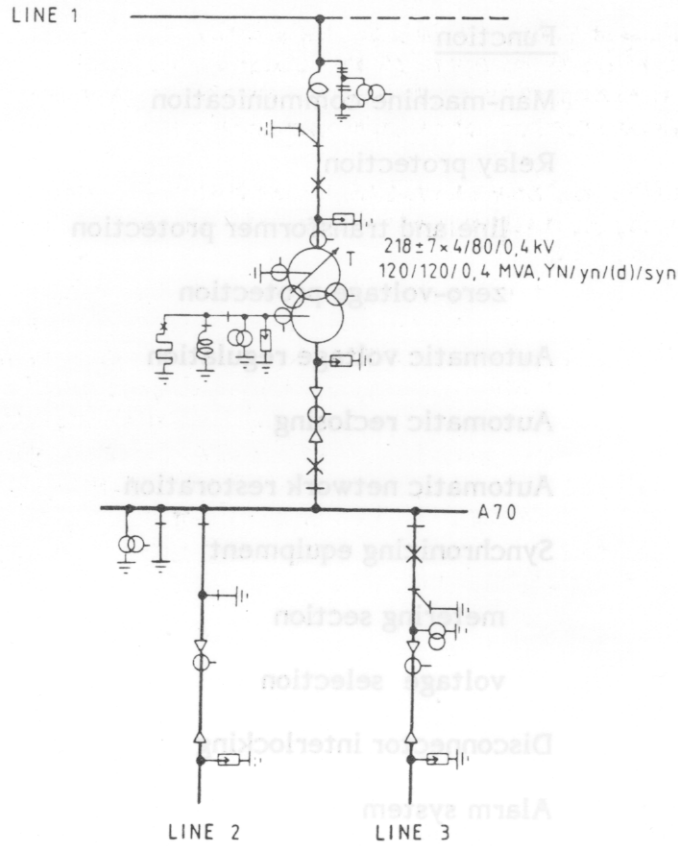 LINE 1
Function
Man-machine communication
Relay protection
line and transformer protection
T
218±7×4/80/0,4 kV
120/120/0,4 MVA, YN/yn/(d)/syn
zero-voltage protection
Automatic voltage regulation
Automatic reclosing
Automatic network restoration
A70
Synchronizing equipment
metering section
voltage selection
Disconnector interlocking
Alarm system
LINE 2
LINE 3